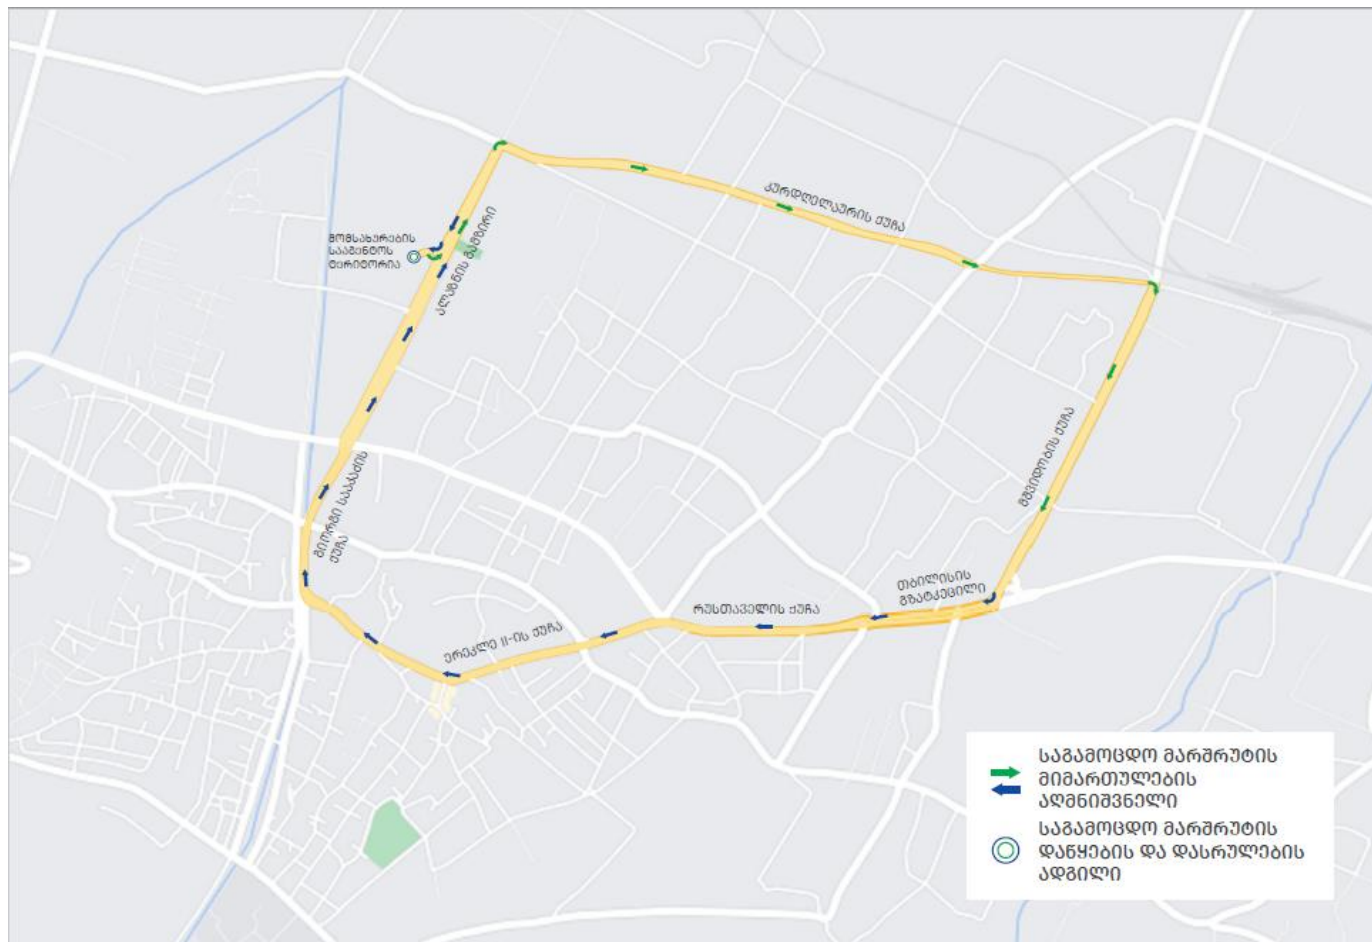 კურდღელაურის ქუჩა
მომსახურების
სააგენტოს
ტერიტორია
ალაზნის გამზირი
მშვიდობის ქუჩა
გიორგი სააკაძის
ქუჩა
თბილისის
გზატკეცილი
რუსთაველის ქუჩა
ერეკლე II-ის ქუჩა
საგამოცდო მარშრუტის
მიმართულების
აღმნიშვნელი
საგამოცდო მარშრუტის
დაწყების და დასრულების
ადგილი